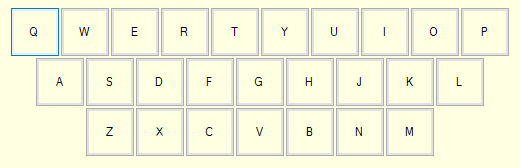 Q W E R T Y U I O P
A S D F G H J K L
Z X C V B N M